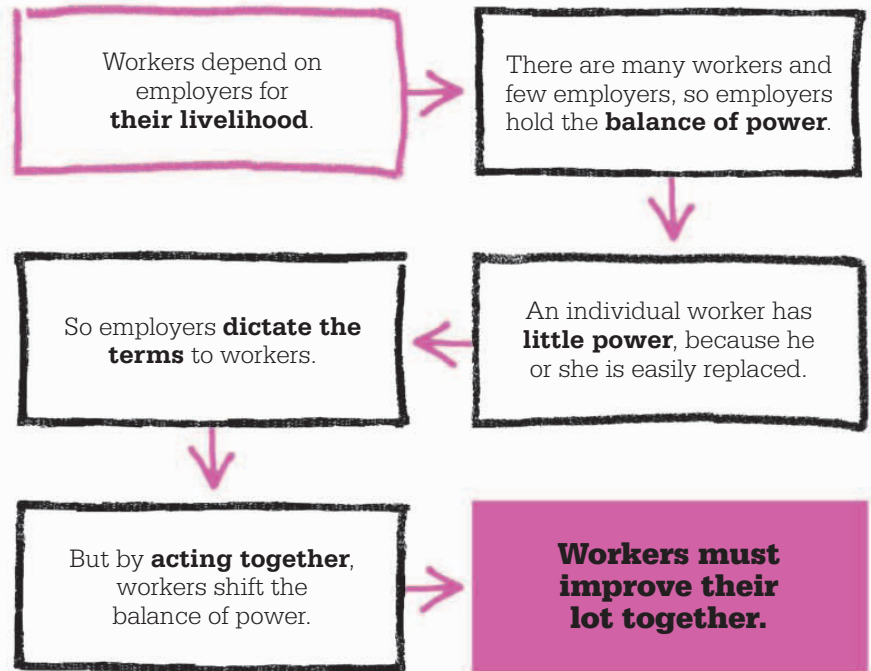 Workers depend on
employers for
their livelihood.
There are many workers and
few employers, so employers
hold the balance of power.
An individual worker has
little power, because he
or she is easily replaced.
So employers dictate the
terms to workers.
But by acting together,
workers shift the
balance of power.
Workers must
improve their
lot together.